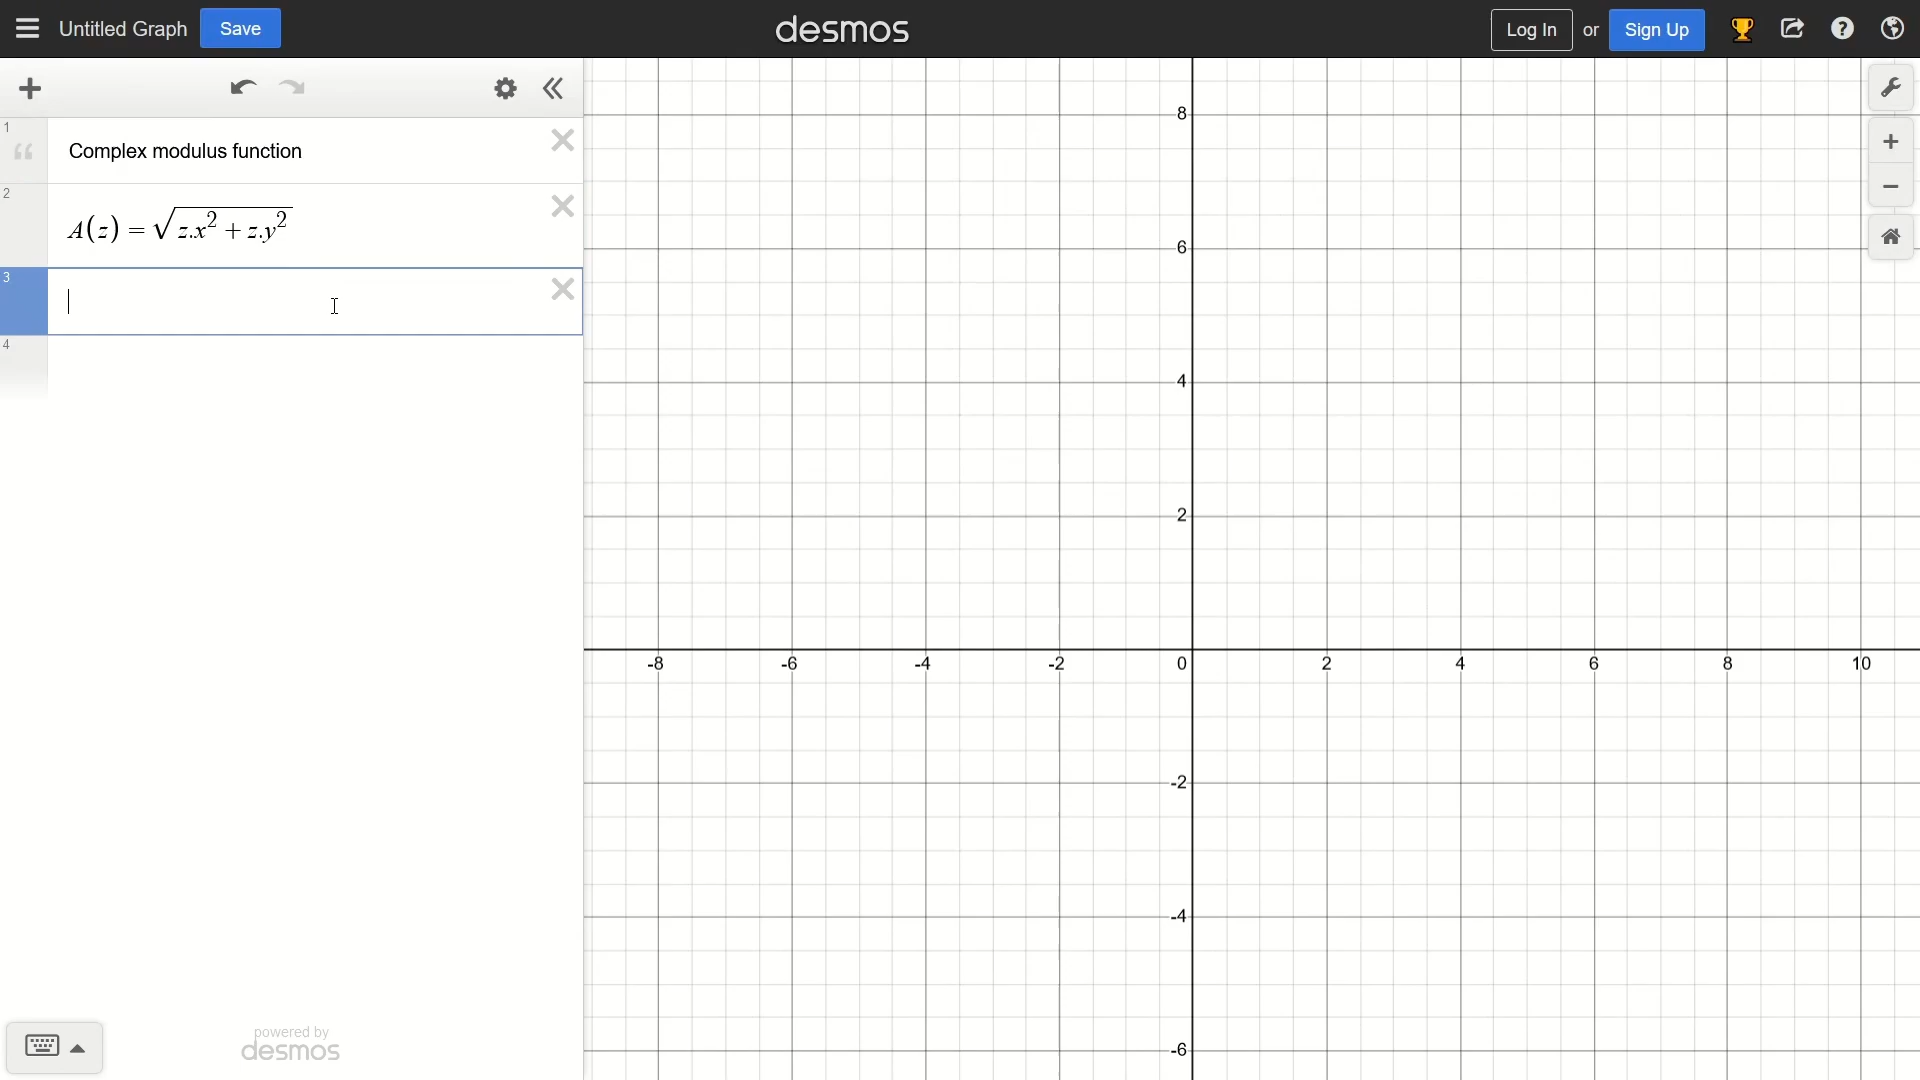 Untitled Graph Save desmos Log In or Sign Up
1
Complex modulus function
2
A(z) = √(z.x² + z.y²)
3
4
8
6
4
2
-8 -6 -4 -2 0 2 4 6 8 10
-2
-4
-6
powered by
desmos